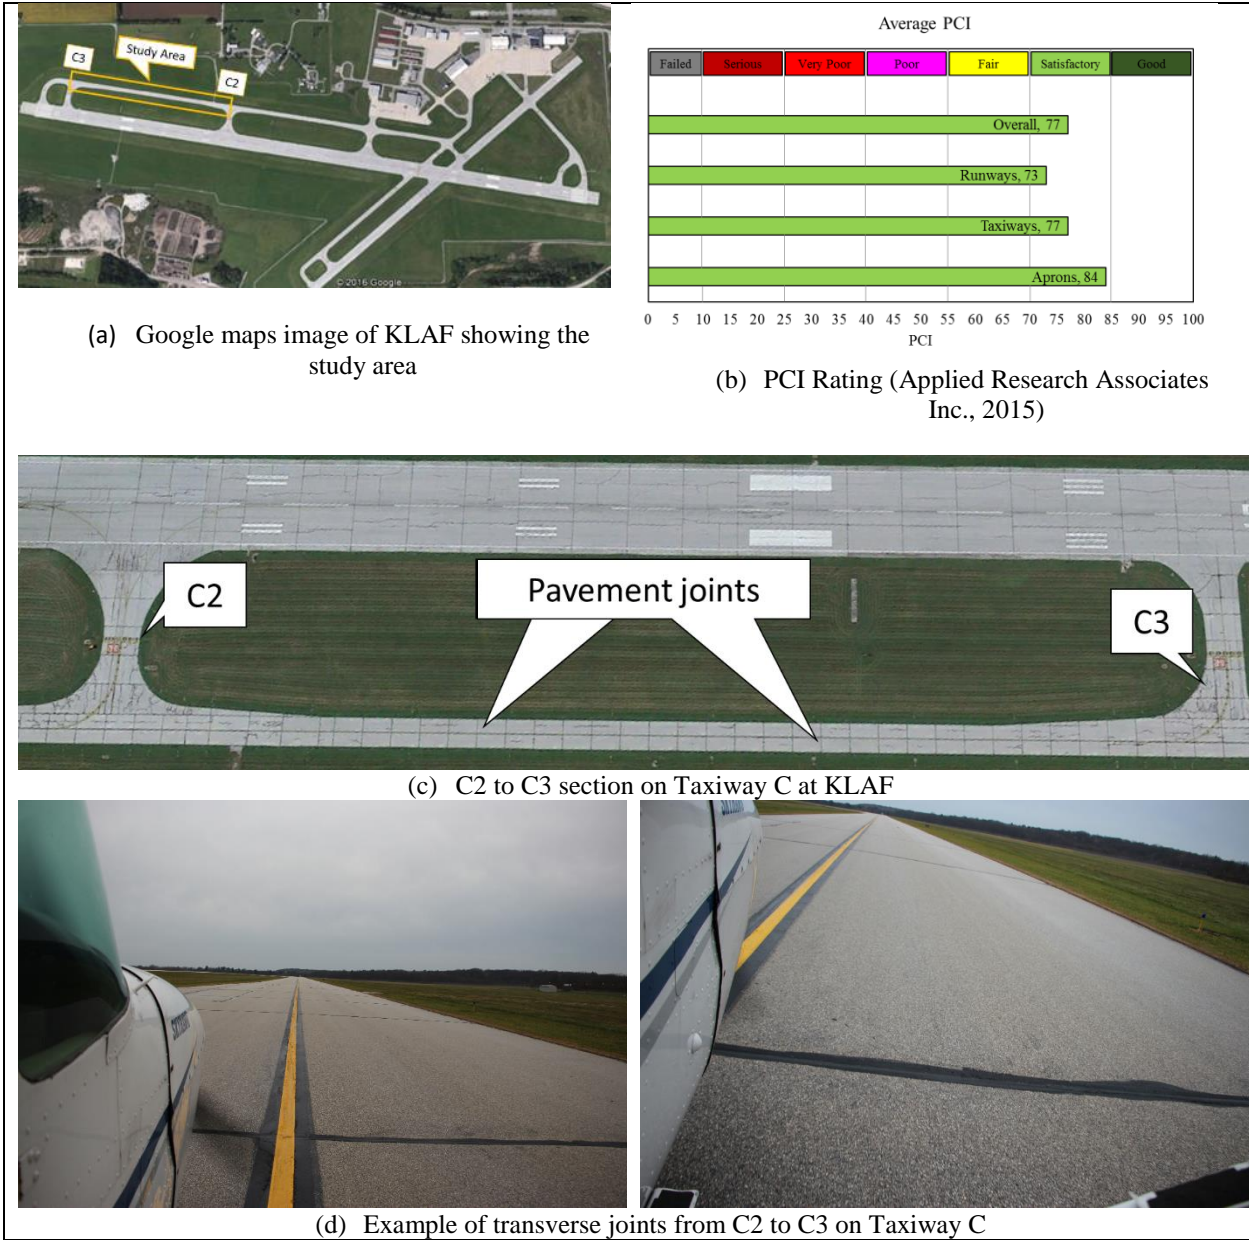 Study Area
C3
C2
© 2016 Google
(a) Google maps image of KLAF showing the
study area
Average PCI
Failed Serious Very Poor Poor Fair Satisfactory Good
Overall, 77
Runways, 73
Taxiways, 77
Aprons, 84
0 5 10 15 20 25 30 35 40 45 50 55 60 65 70 75 80 85 90 95 100
PCI
(b) PCI Rating (Applied Research Associates
Inc., 2015)
C2
Pavement joints
C3
(c) C2 to C3 section on Taxiway C at KLAF
(d) Example of transverse joints from C2 to C3 on Taxiway C